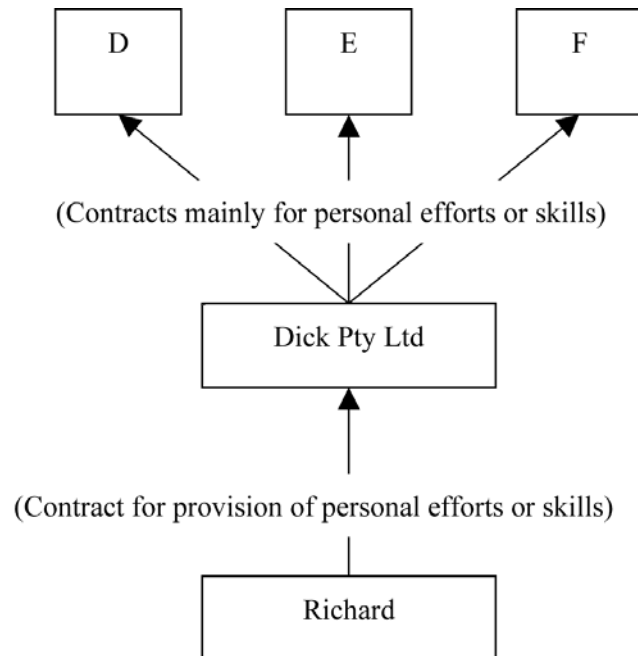 D E F
(Contracts mainly for personal efforts or skills)
Dick Pty Ltd
(Contract for provision of personal efforts or skills)
Richard